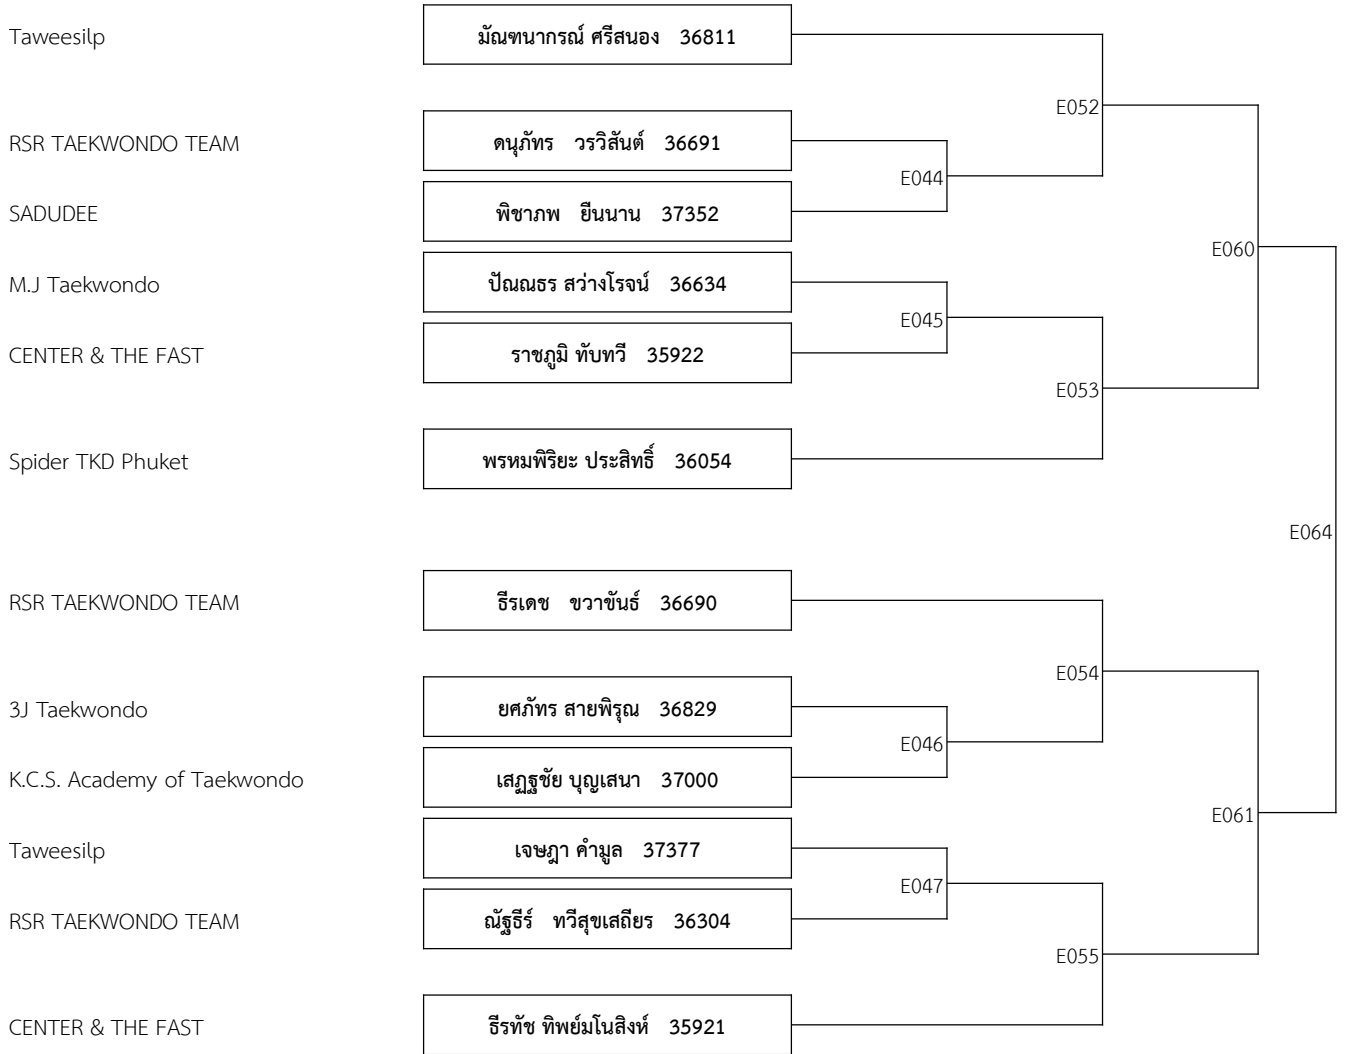 Taweesilp มัณฑนากรณ์ ศรีสนอง 36811
E052
RSR TAEKWONDO TEAM ดนุภัทร วรวิสันต์ 36691
E044
SADUDEE พิชาภพ ยืนนาน 37352
E060
M.J Taekwondo ปัณณธร สว่างโรจน์ 36634
E045
CENTER & THE FAST ราชภูมิ ทับทวี 35922
E053
Spider TKD Phuket พรหมพิริยะ ประสิทธิ์ 36054
E064
RSR TAEKWONDO TEAM ธีรเดช ขวาขันธ์ 36690
E054
3J Taekwondo ยศภัทร สายพิรุณ 36829
E046
K.C.S. Academy of Taekwondo เสฏฐชัย บุญเสนา 37000
E061
Taweesilp เจษฎา คำมูล 37377
E047
RSR TAEKWONDO TEAM ณัฐธีร์ ทวีสุขเสถียร 36304
E055
CENTER & THE FAST ธีรทัช ทิพย์มโนสิงห์ 35921